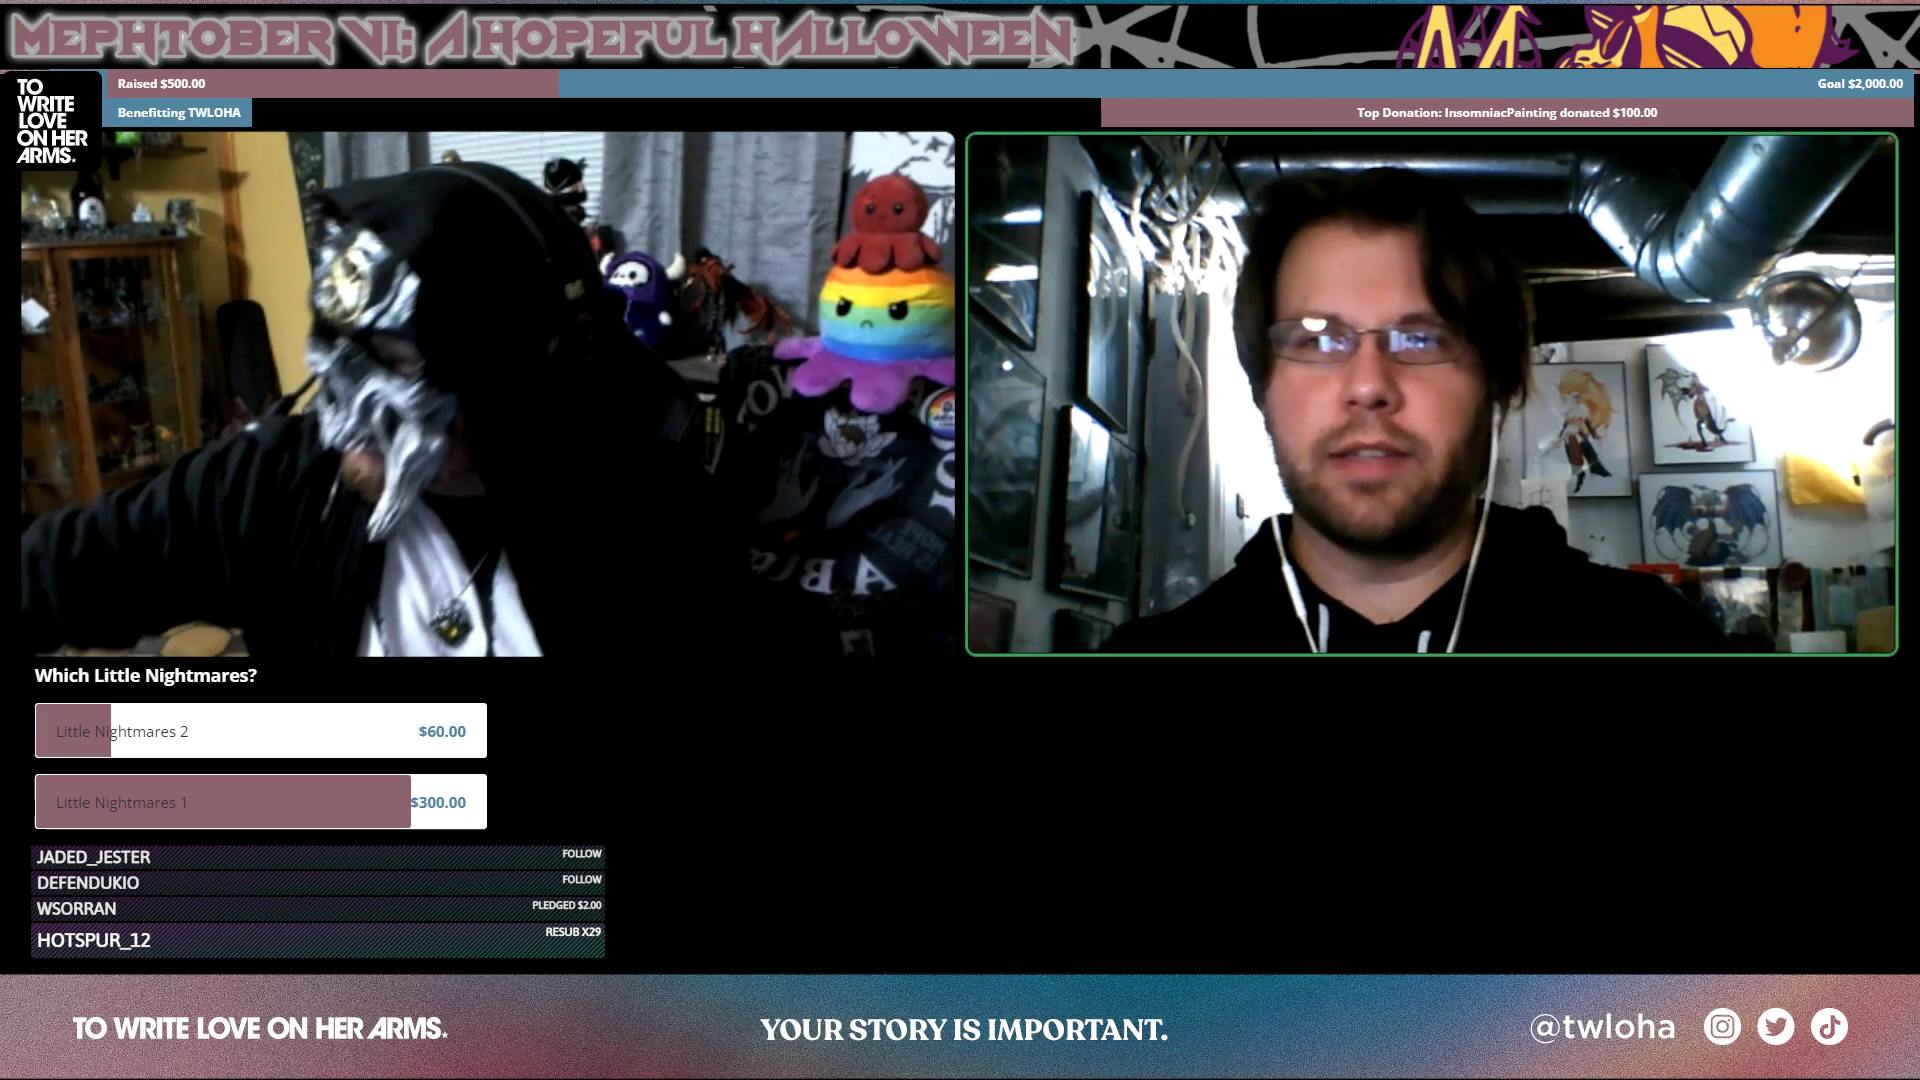 MEPHTOBER VI: A HOPEFUL HALLOWEEN
TO
WRITE
LOVE
ON HER
ARMS.
Raised $500.00
Goal $2,000.00
Benefitting TWLOHA
Top Donation: InsomniacPainting donated $100.00
Which Little Nightmares?
Little Nightmares 2
$60.00
Little Nightmares 1
$300.00
JADED_JESTER
FOLLOW
DEFENDUKIO
FOLLOW
WSORRAN
PLEDGED $2.00
HOTSPUR_12
RESUB X29
TO WRITE LOVE ON HER ARMS.
YOUR STORY IS IMPORTANT.
@twloha